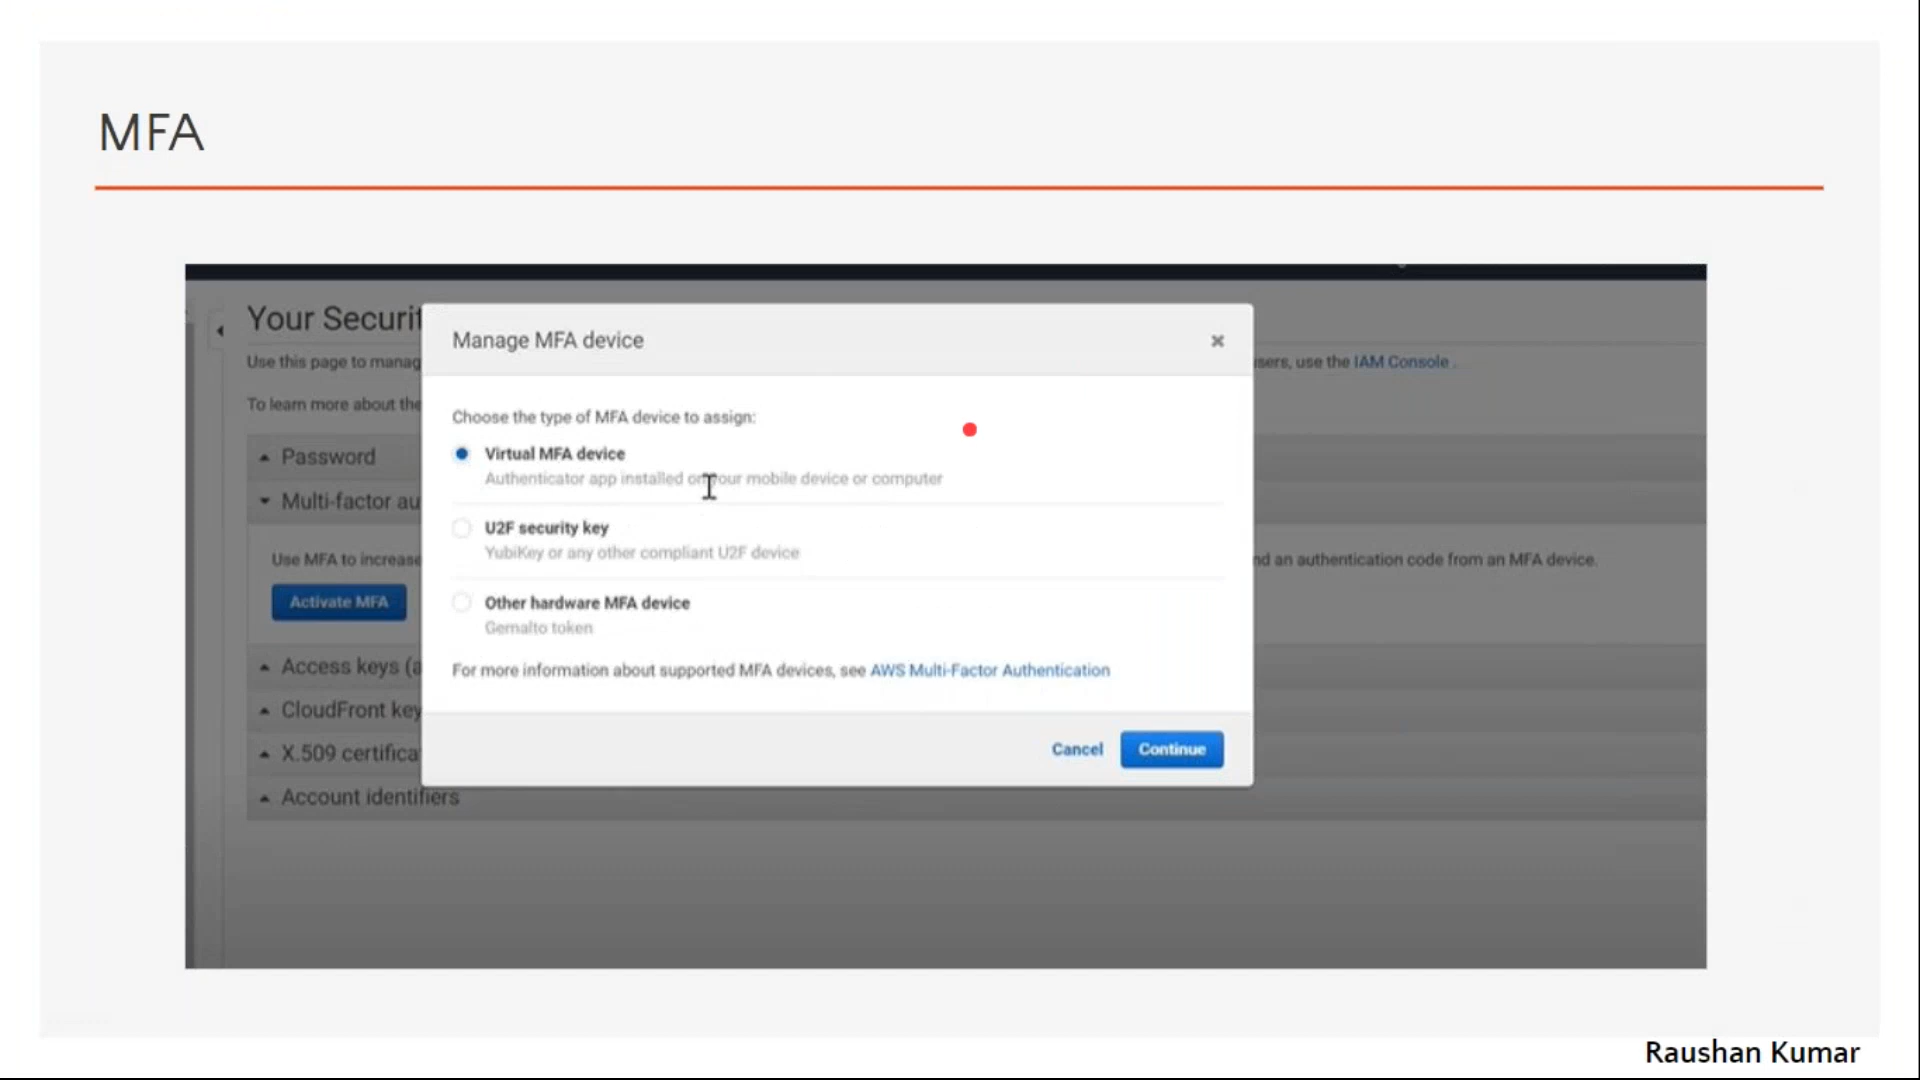 MFA
Your Securit
Manage MFA device
Use this page to manag
sers, use the IAM Console
To learn more about the
Choose the type of MFA device to assign:
Password
Virtual MFA device
Authenticator app installed on your mobile device or computer
Multi-factor au
U2F security key
YubiKey or any other compliant U2F device
Use MFA to increase
nd an authentication code from an MFA device.
Activate MFA
Other hardware MFA device
Gemalto token
For more information about supported MFA devices, see AWS Multi-Factor Authentication
Access keys (a
CloudFront key
X.509 certifica
Cancel
Continue
Account identifiers
Raushan Kumar